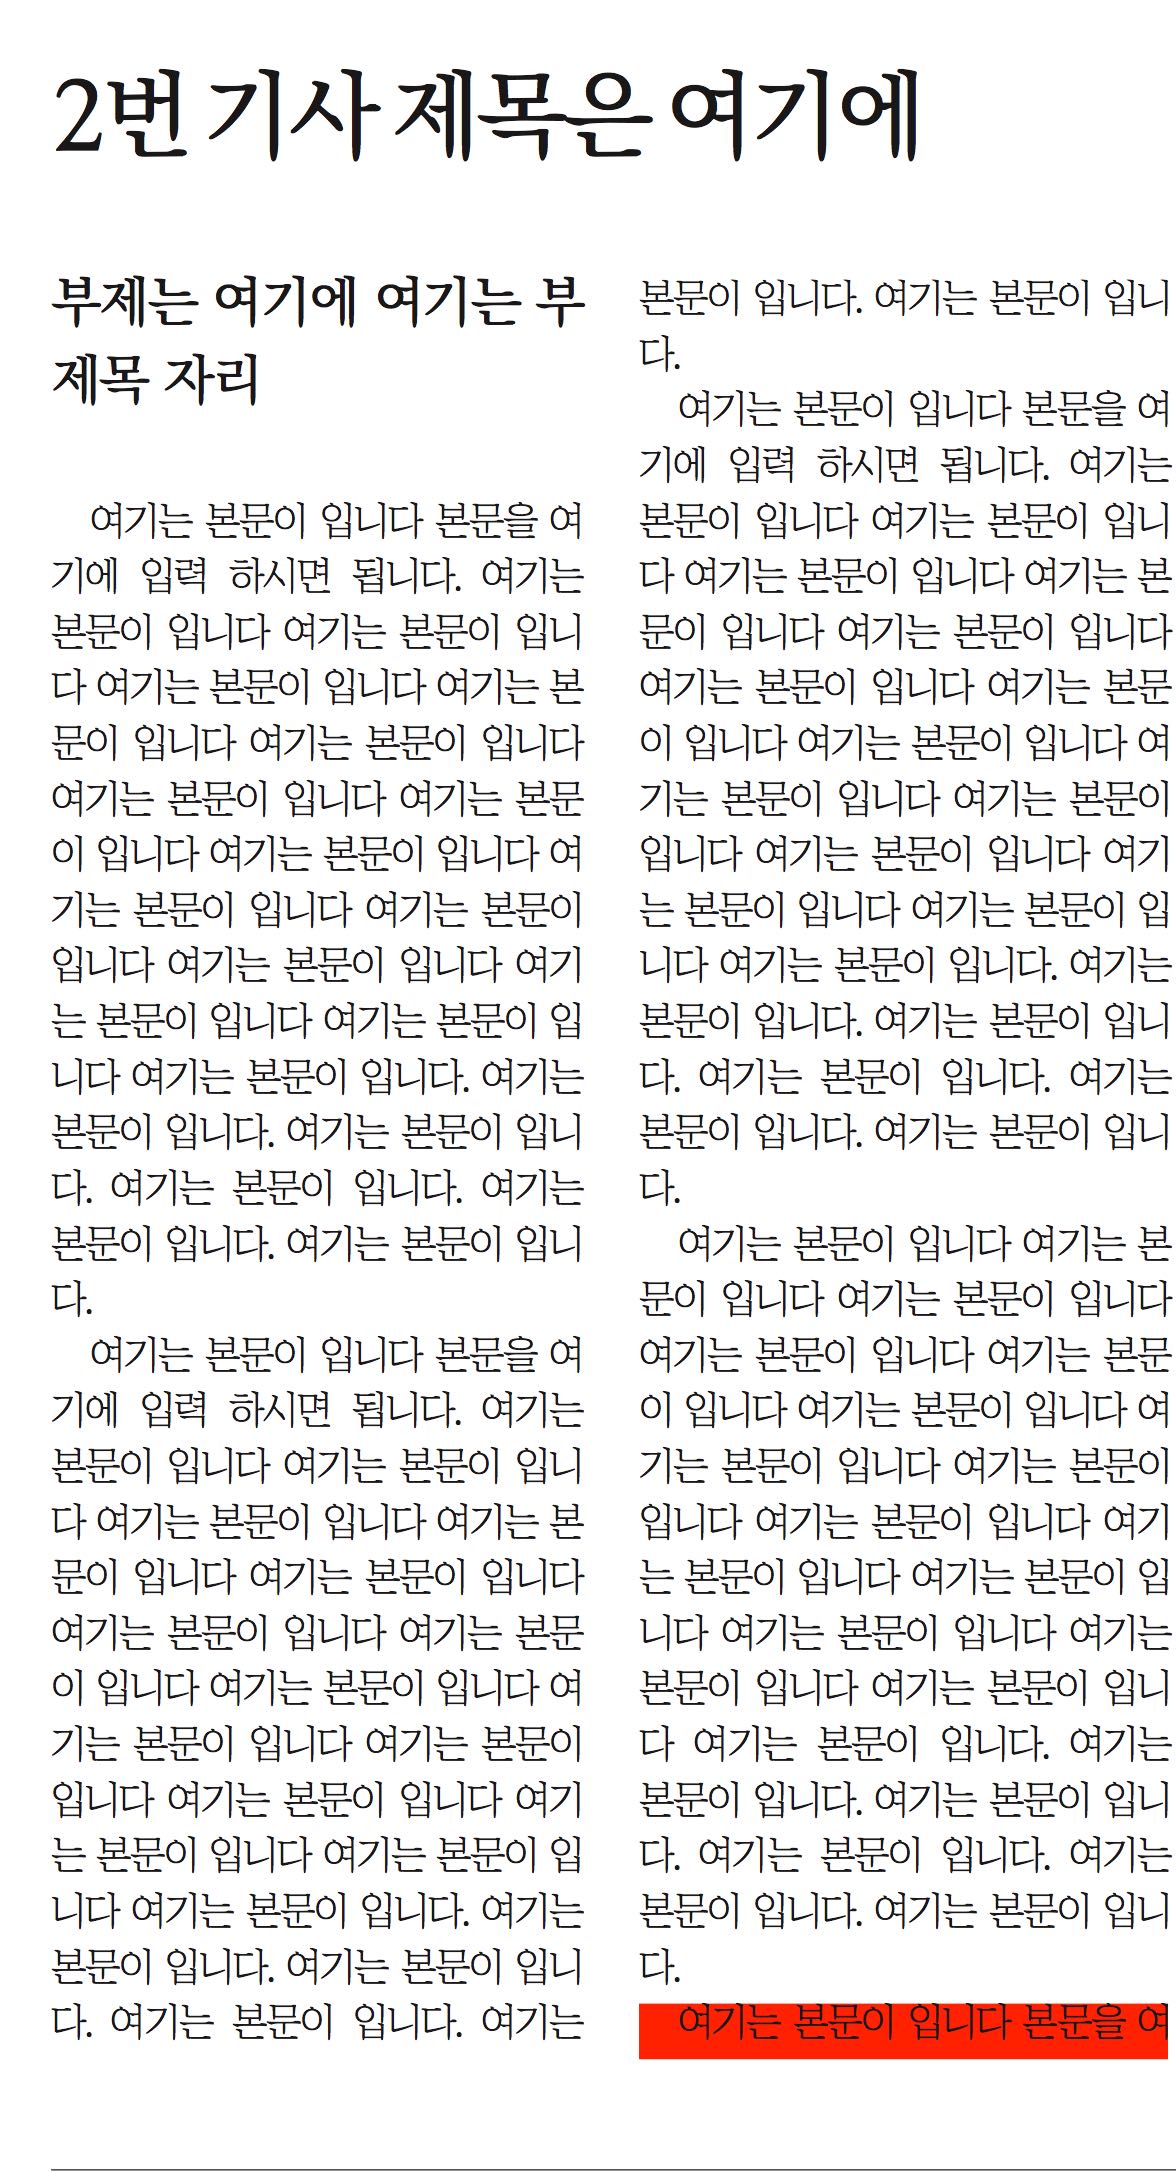 2번 기사 제목은 여기에
부제는 여기에 여기는 부
제목 자리
여기는 본문이 입니다 본문을 여
기에 입력 하시면 됩니다. 여기는
본문이 입니다 여기는 본문이 입니
다 여기는 본문이 입니다 여기는 본
문이 입니다 여기는 본문이 입니다
여기는 본문이 입니다 여기는 본문
이 입니다 여기는 본문이 입니다 여
기는 본문이 입니다 여기는 본문이
입니다 여기는 본문이 입니다 여기
는 본문이 입니다 여기는 본문이 입
니다 여기는 본문이 입니다. 여기는
본문이 입니다. 여기는 본문이 입니
다. 여기는 본문이 입니다. 여기는
본문이 입니다. 여기는 본문이 입니
다.
여기는 본문이 입니다 본문을 여
기에 입력 하시면 됩니다. 여기는
본문이 입니다 여기는 본문이 입니
다 여기는 본문이 입니다 여기는 본
문이 입니다 여기는 본문이 입니다
여기는 본문이 입니다 여기는 본문
이 입니다 여기는 본문이 입니다 여
기는 본문이 입니다 여기는 본문이
입니다 여기는 본문이 입니다 여기
는 본문이 입니다 여기는 본문이 입
니다 여기는 본문이 입니다. 여기는
본문이 입니다. 여기는 본문이 입니
다. 여기는 본문이 입니다. 여기는
본문이 입니다. 여기는 본문이 입니
다.
여기는 본문이 입니다 본문을 여
기에 입력 하시면 됩니다. 여기는
본문이 입니다 여기는 본문이 입니
다 여기는 본문이 입니다 여기는 본
문이 입니다 여기는 본문이 입니다
여기는 본문이 입니다 여기는 본문
이 입니다 여기는 본문이 입니다 여
기는 본문이 입니다 여기는 본문이
입니다 여기는 본문이 입니다 여기
는 본문이 입니다 여기는 본문이 입
니다 여기는 본문이 입니다. 여기는
본문이 입니다. 여기는 본문이 입니
다. 여기는 본문이 입니다. 여기는
본문이 입니다. 여기는 본문이 입니
다.
여기는 본문이 입니다 여기는 본
문이 입니다 여기는 본문이 입니다
여기는 본문이 입니다 여기는 본문
이 입니다 여기는 본문이 입니다 여
기는 본문이 입니다 여기는 본문이
입니다 여기는 본문이 입니다 여기
는 본문이 입니다 여기는 본문이 입
니다 여기는 본문이 입니다 여기는
본문이 입니다 여기는 본문이 입니
다 여기는 본문이 입니다. 여기는
본문이 입니다. 여기는 본문이 입니
다. 여기는 본문이 입니다. 여기는
본문이 입니다. 여기는 본문이 입니
다.
여기는 본문이 입니다 본문을 여